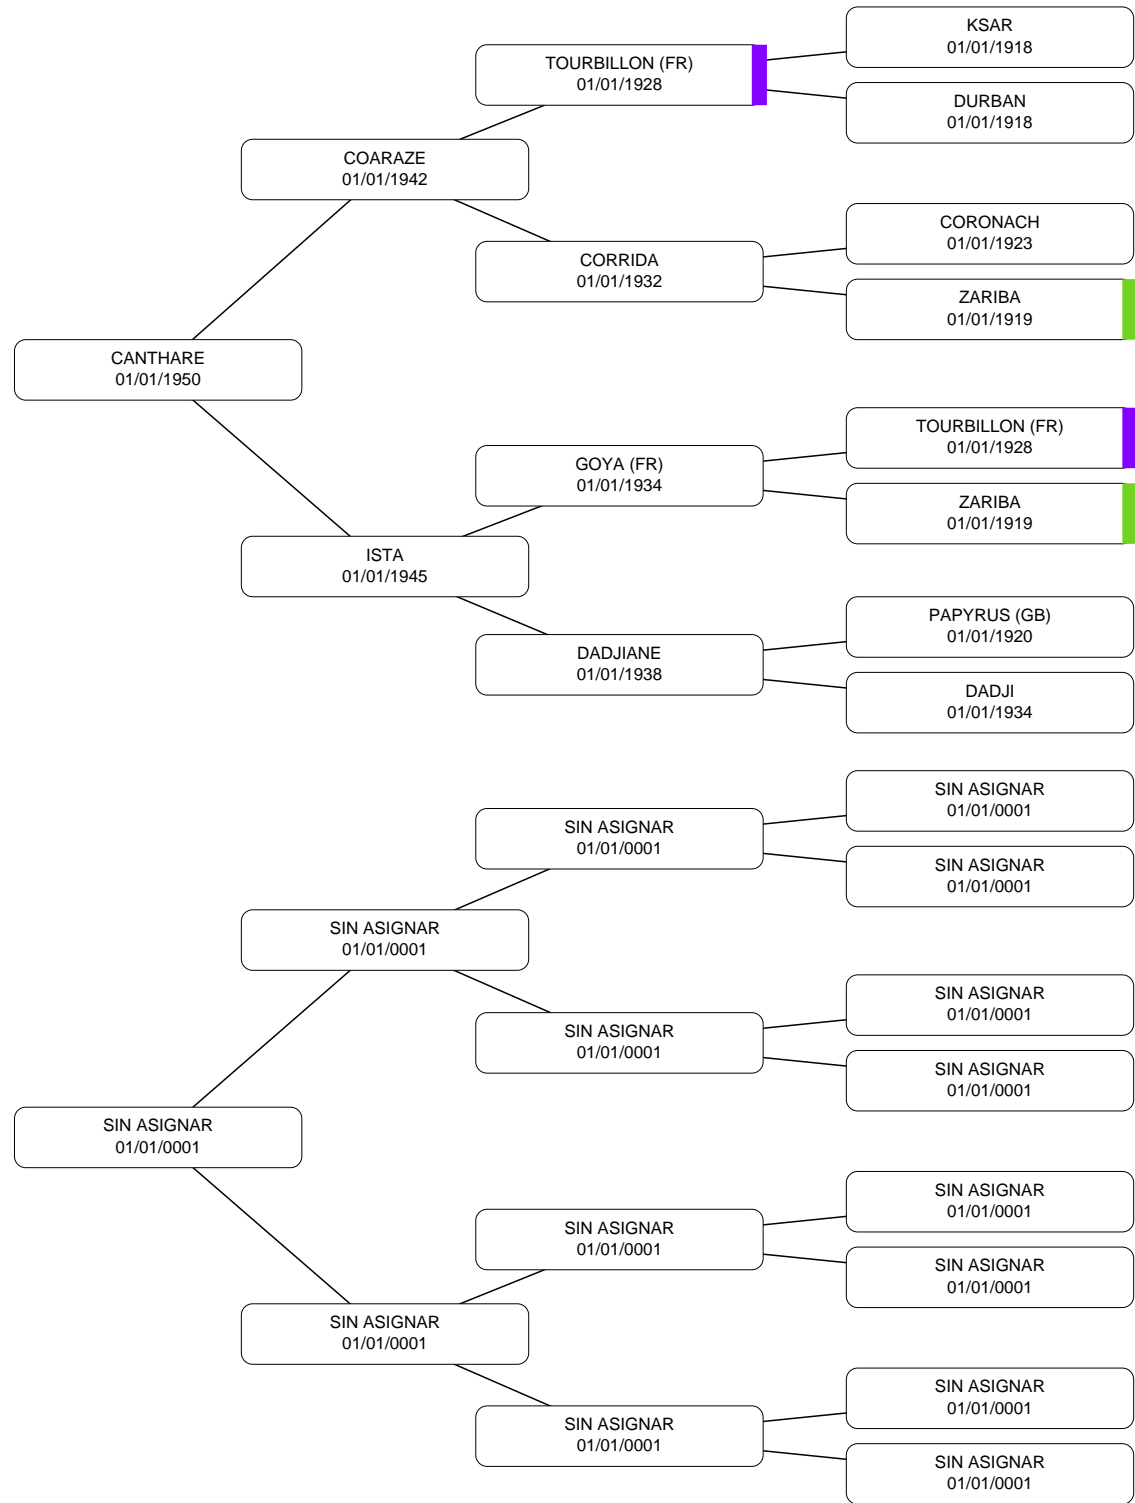 KSAR
01/01/1918
TOURBILLON (FR)
01/01/1928
DURBAN
01/01/1918
COARAZE
01/01/1942
CORONACH
01/01/1923
CORRIDA
01/01/1932
ZARIBA
01/01/1919
CANTHARE
01/01/1950
TOURBILLON (FR)
01/01/1928
GOYA (FR)
01/01/1934
ZARIBA
01/01/1919
ISTA
01/01/1945
PAPYRUS (GB)
01/01/1920
DADJIANE
01/01/1938
DADJI
01/01/1934
SIN ASIGNAR
01/01/0001
SIN ASIGNAR
01/01/0001
SIN ASIGNAR
01/01/0001
SIN ASIGNAR
01/01/0001
SIN ASIGNAR
01/01/0001
SIN ASIGNAR
01/01/0001
SIN ASIGNAR
01/01/0001
SIN ASIGNAR
01/01/0001
SIN ASIGNAR
01/01/0001
SIN ASIGNAR
01/01/0001
SIN ASIGNAR
01/01/0001
SIN ASIGNAR
01/01/0001
SIN ASIGNAR
01/01/0001
SIN ASIGNAR
01/01/0001
SIN ASIGNAR
01/01/0001